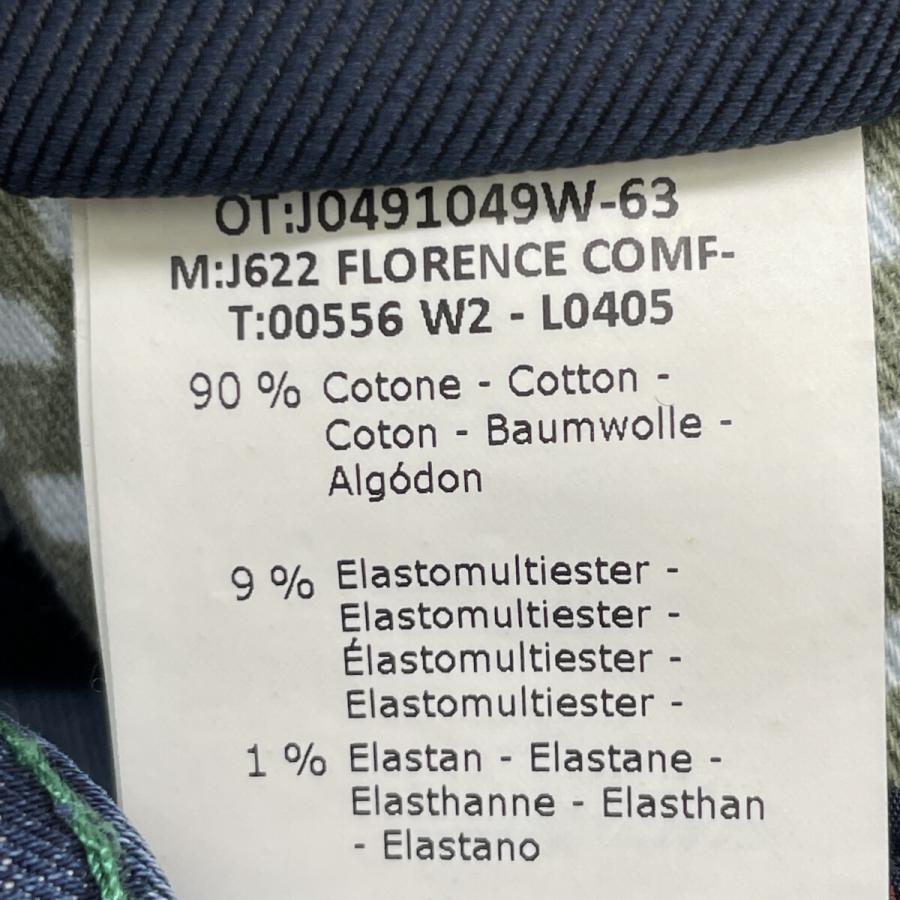 OT:J0491049W-63
M:J622 FLORENCE COMF-
T:00556 W2 - L0405
90 % Cotone - Cotton -
Coton - Baumwolle -
Algódon
9 % Elastomultiester -
Elastomultiester -
Élastomultiester -
Elastomultiester -
1 % Elastan - Elastane -
Elasthanne - Elasthan
- Elastano